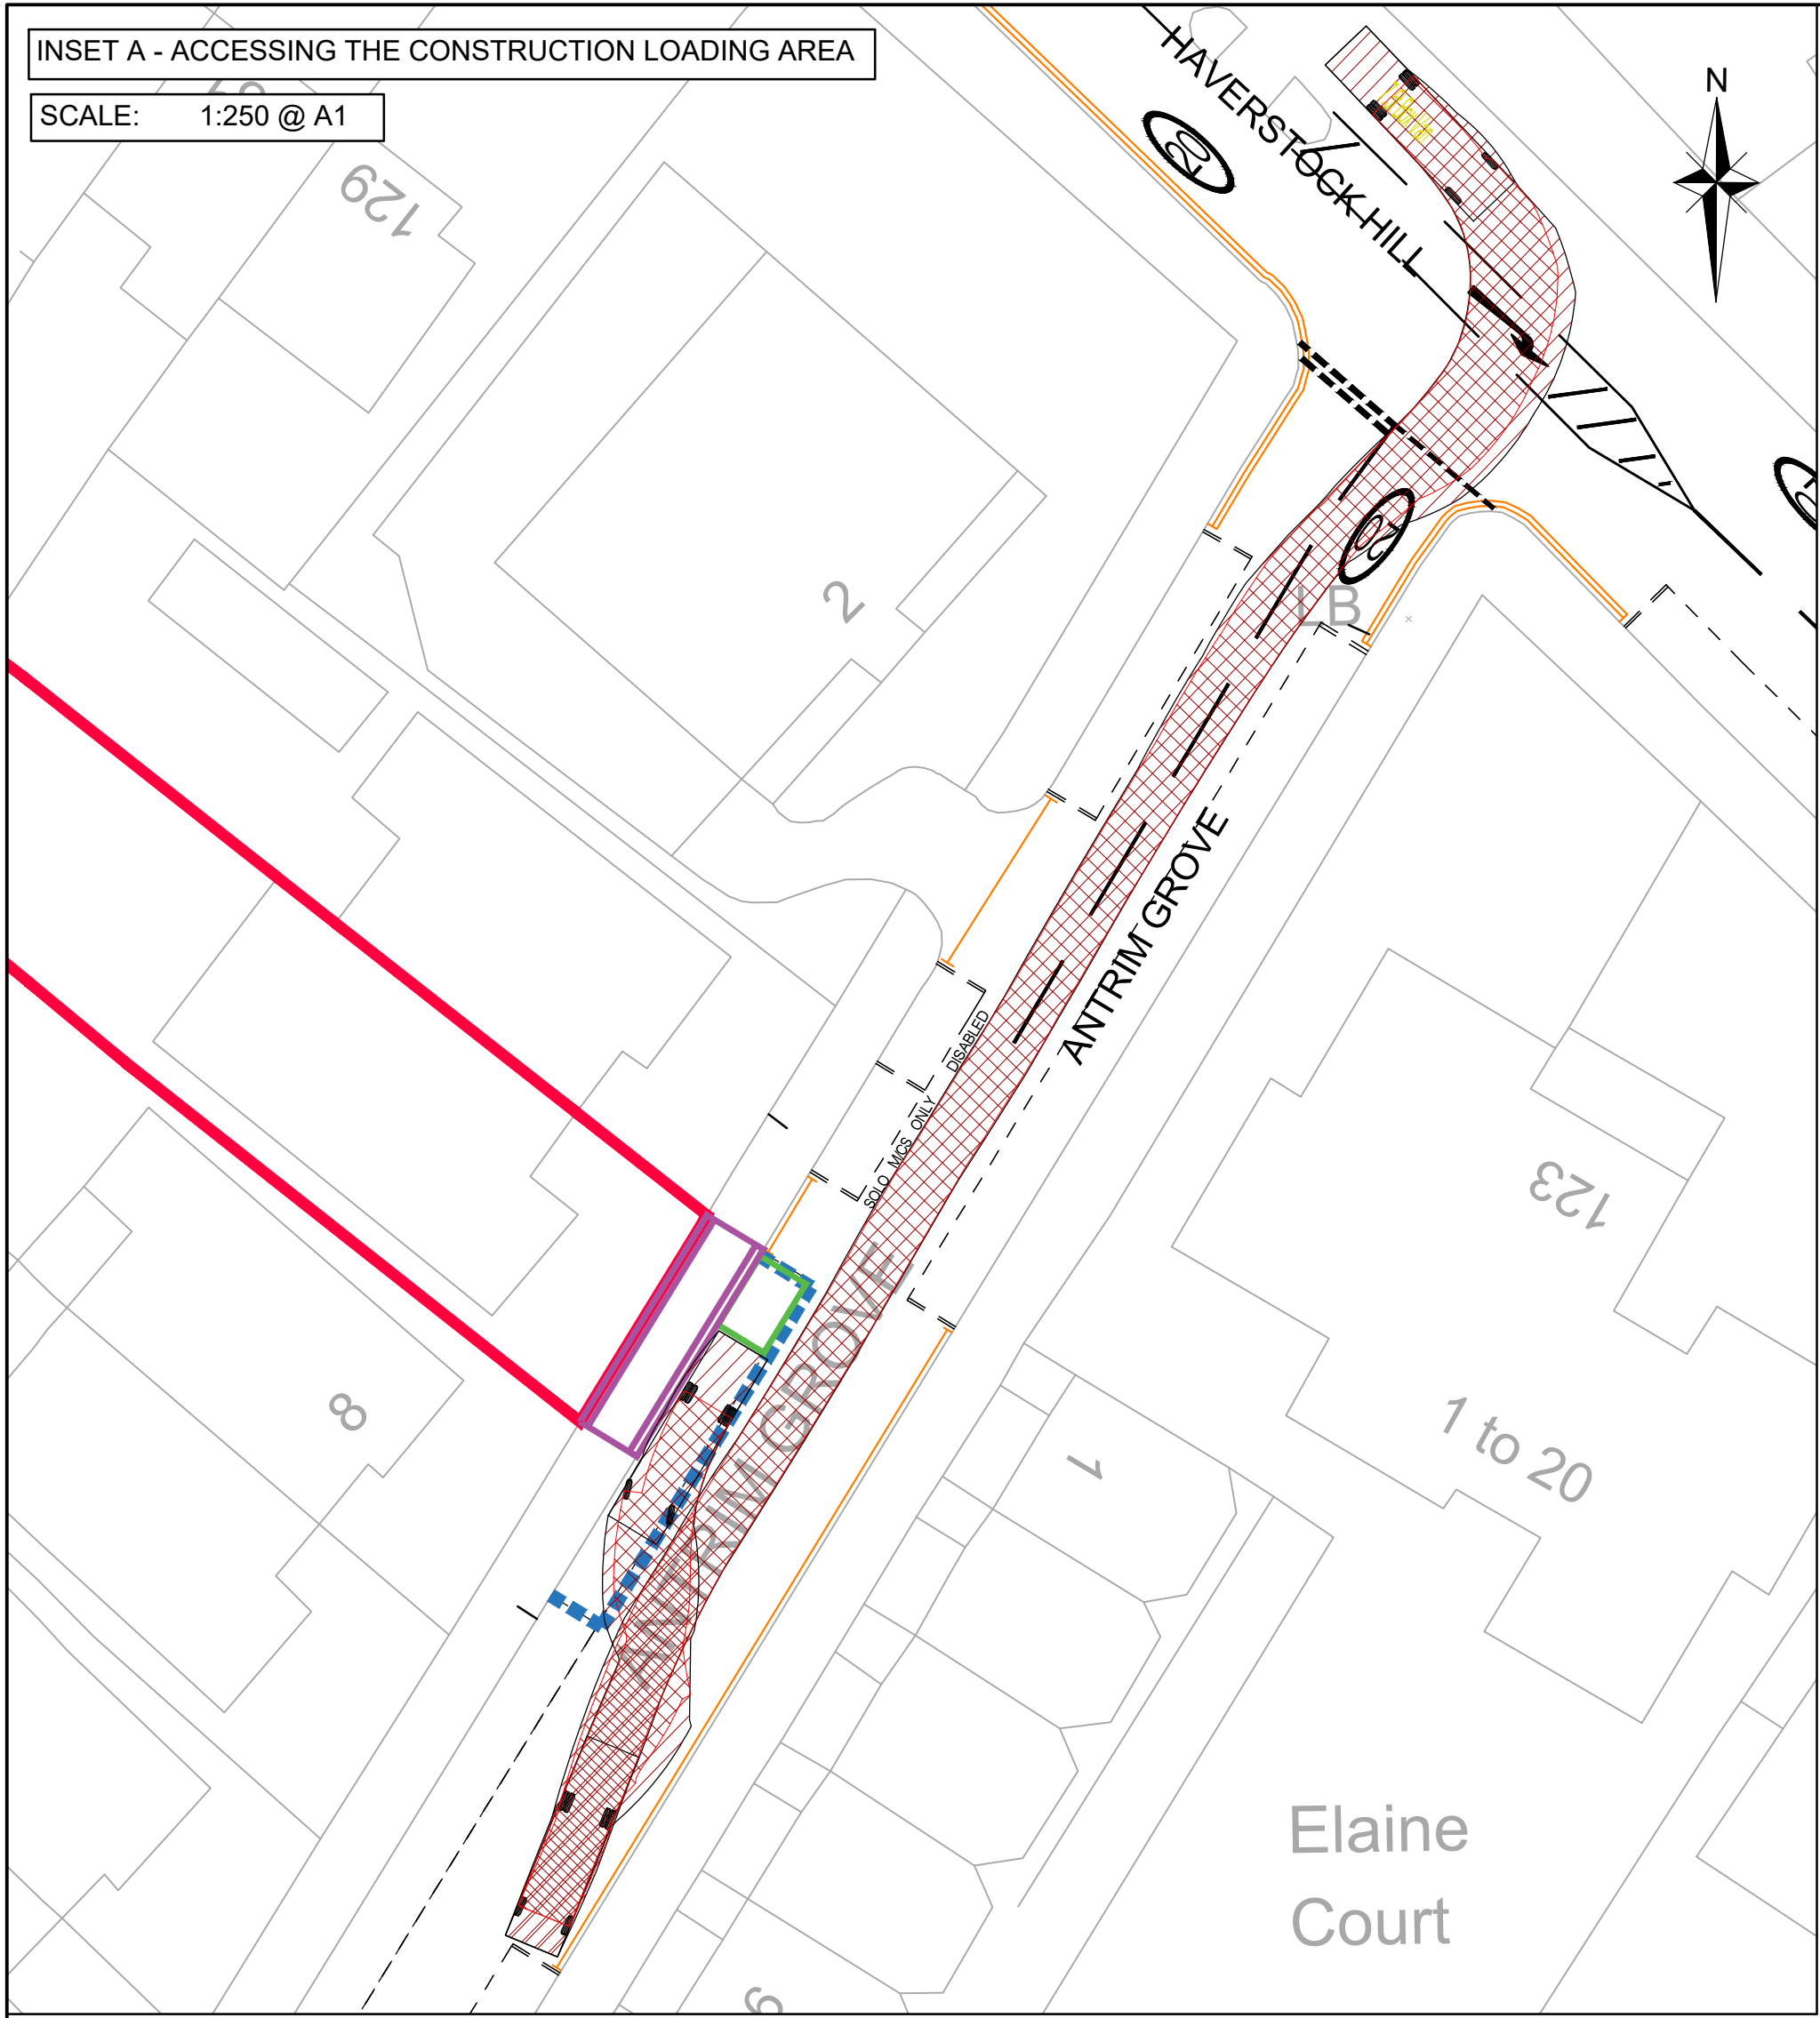 INSET A - ACCESSING THE CONSTRUCTION LOADING AREA
SCALE: 1:250 @ A1
N
HAVERSTOCK HILL
20
129
2
20
LB
ANTRIM GROVE
DISABLED
SOLO M/CS ONLY
123
ANTRIM GROVE
8
1
1 to 20
Elaine
Court